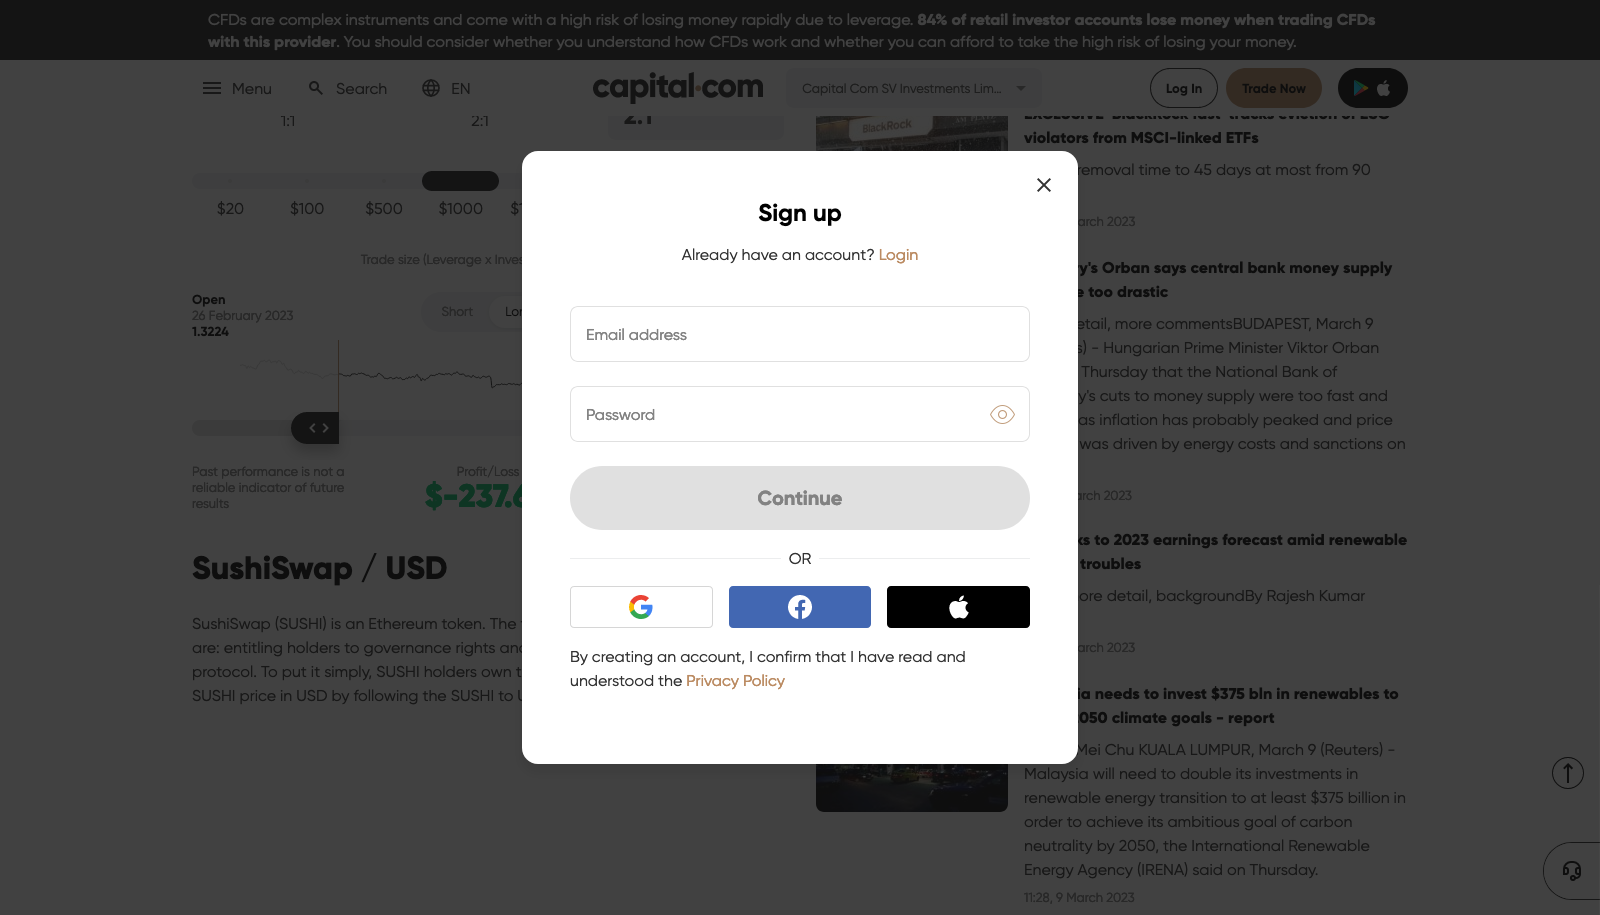 CFDs are complex instruments and come with a high risk of losing money rapidly due to leverage. 84% of retail investor accounts lose money when trading CFDs
with this provider. You should consider whether you understand how CFDs work and whether you can afford to take the high risk of losing your money.
Menu
Search
EN
capital.com
Capital Com SV Investments Lim...
Log In
Trade Now
1:1
2:1
2:1
$20
$100
$500
$1000
Trade size (Leverage x Inves
Open
26 February 2023
1.3224
Short
Lon
Past performance is not a
reliable indicator of future
results
Profit/Loss
$-237.6
SushiSwap / USD
SushiSwap (SUSHI) is an Ethereum token. The
are: entitling holders to governance rights and
protocol. To put it simply, SUSHI holders own t
SUSHI price in USD by following the SUSHI to U
Sign up
Already have an account? Login
Email address
Password
Continue
OR
By creating an account, I confirm that I have read and
understood the Privacy Policy
BlackRock
EXCLUSIVE-BlackRock fast-tracks eviction of ESG
violators from MSCI-linked ETFs
removal time to 45 days at most from 90
arch 2023
y's Orban says central bank money supply
e too drastic
etail, more commentsBUDAPEST, March 9
s) - Hungarian Prime Minister Viktor Orban
Thursday that the National Bank of
y's cuts to money supply were too fast and
as inflation has probably peaked and price
was driven by energy costs and sanctions on
arch 2023
ks to 2023 earnings forecast amid renewable
troubles
ore detail, backgroundBy Rajesh Kumar
arch 2023
ia needs to invest $375 bln in renewables to
050 climate goals - report
Mei Chu KUALA LUMPUR, March 9 (Reuters) -
Malaysia will need to double its investments in
renewable energy transition to at least $375 billion in
order to achieve its ambitious goal of carbon
neutrality by 2050, the International Renewable
Energy Agency (IRENA) said on Thursday.
11:28, 9 March 2023